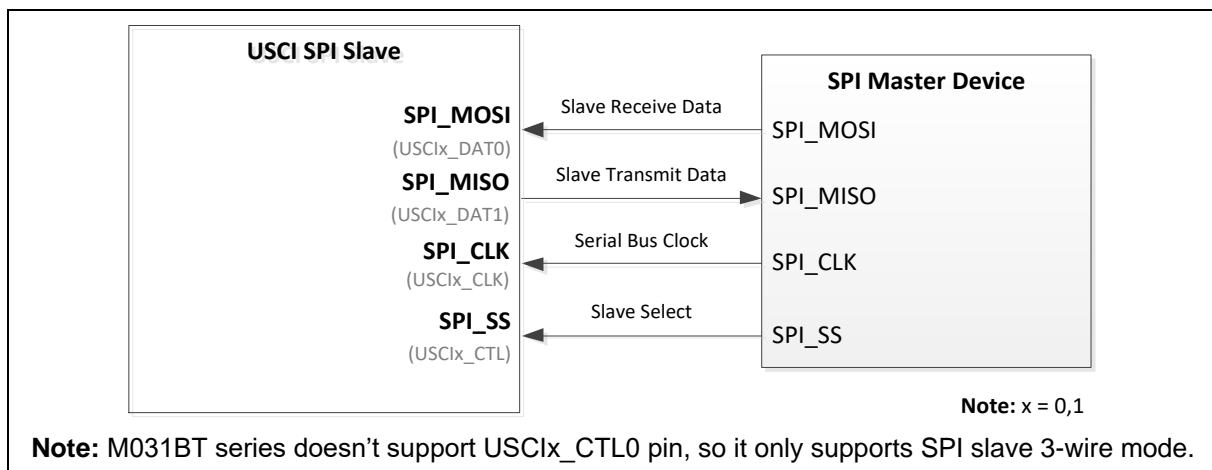 USCI SPI Slave
SPI Master Device
SPI_MOSI
(USCIx_DAT0)
Slave Receive Data
SPI_MOSI
SPI_MISO
(USCIx_DAT1)
Slave Transmit Data
SPI_MISO
SPI_CLK
(USCIx_CLK)
Serial Bus Clock
SPI_CLK
SPI_SS
(USCIx_CTL)
Slave Select
SPI_SS
Note: x = 0,1
Note: M031BT series doesn’t support USCIx_CTL0 pin, so it only supports SPI slave 3-wire mode.